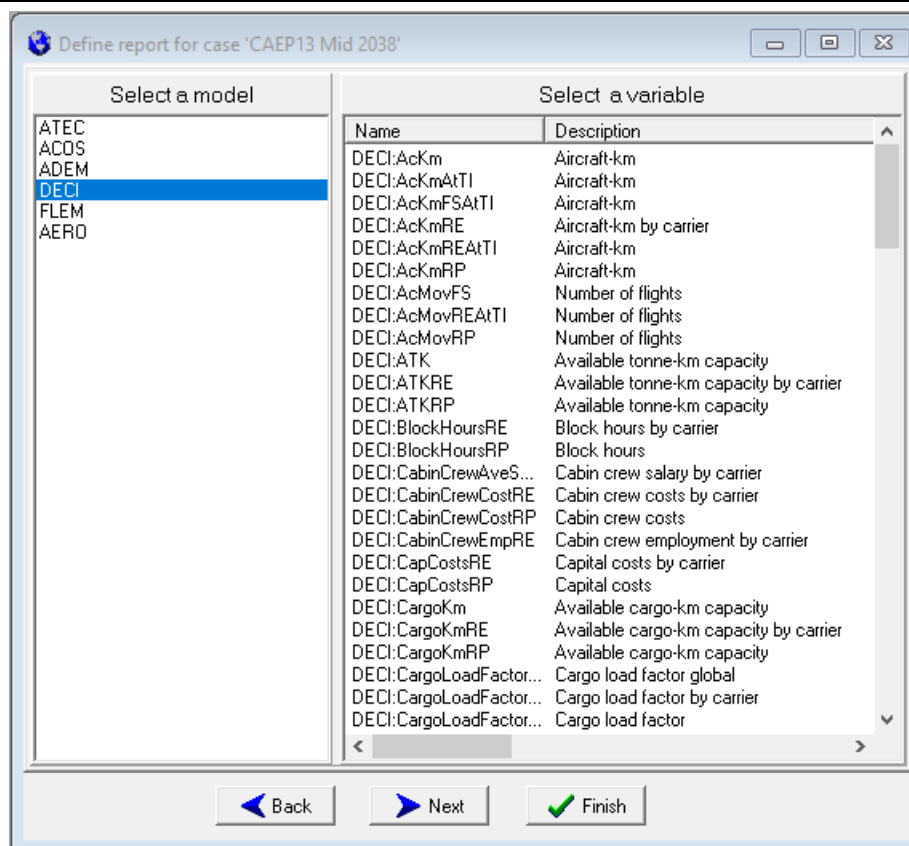 Define report for case 'CAEP13 Mid 2038'
Select a model
ATEC
ACOS
ADEM
DECI
FLEM
AERO
Select a variable
Name Description
DECI:AcKm Aircraft-km
DECI:AcKmAtTI Aircraft-km
DECI:AcKmFSAtTI Aircraft-km
DECI:AcKmRE Aircraft-km by carrier
DECI:AcKmREAtTI Aircraft-km
DECI:AcKmRP Aircraft-km
DECI:AcMovFS Number of flights
DECI:AcMovREAtTI Number of flights
DECI:AcMovRP Number of flights
DECI:ATK Available tonne-km capacity
DECI:ATKRE Available tonne-km capacity by carrier
DECI:ATKRP Available tonne-km capacity
DECI:BlockHoursRE Block hours by carrier
DECI:BlockHoursRP Block hours
DECI:CabinCrewAveS... Cabin crew salary by carrier
DECI:CabinCrewCostRE Cabin crew costs by carrier
DECI:CabinCrewCostRP Cabin crew costs
DECI:CabinCrewEmpRE Cabin crew employment by carrier
DECI:CapCostsRE Capital costs by carrier
DECI:CapCostsRP Capital costs
DECI:CargoKm Available cargo-km capacity
DECI:CargoKmRE Available cargo-km capacity by carrier
DECI:CargoKmRP Available cargo-km capacity
DECI:CargoLoadFactor... Cargo load factor global
DECI:CargoLoadFactor... Cargo load factor by carrier
DECI:CargoLoadFactor... Cargo load factor
Back Next Finish